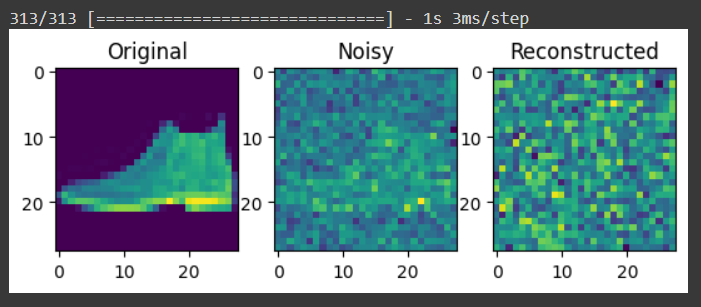 313/313 [==============================] - 1s 3ms/step
Original Noisy Reconstructed
0 0 0
10 10 10
20 20 20
0 10 20 0 10 20 0 10 20